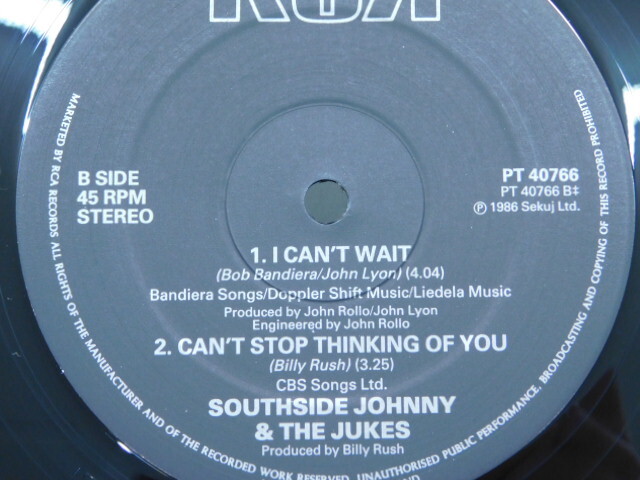 RCA
B SIDE
45 RPM
STEREO
PT 40766
PT 40766 B‡
℗ 1986 Sekuj Ltd.
1. I CAN'T WAIT
(Bob Bandiera/John Lyon) (4.04)
Bandiera Songs/Doppler Shift Music/Liedela Music
Produced by John Rollo/John Lyon
Engineered by John Rollo
2. CAN'T STOP THINKING OF YOU
(Billy Rush) (3.25)
CBS Songs Ltd.
SOUTHSIDE JOHNNY
& THE JUKES
Produced by Billy Rush
MARKETED BY RCA RECORDS. ALL RIGHTS OF THE MANUFACTURER AND OF THE RECORDED WORK RESERVED. UNAUTHORISED PUBLIC PERFORMANCE, BROADCASTING AND COPYING OF THIS RECORD PROHIBITED